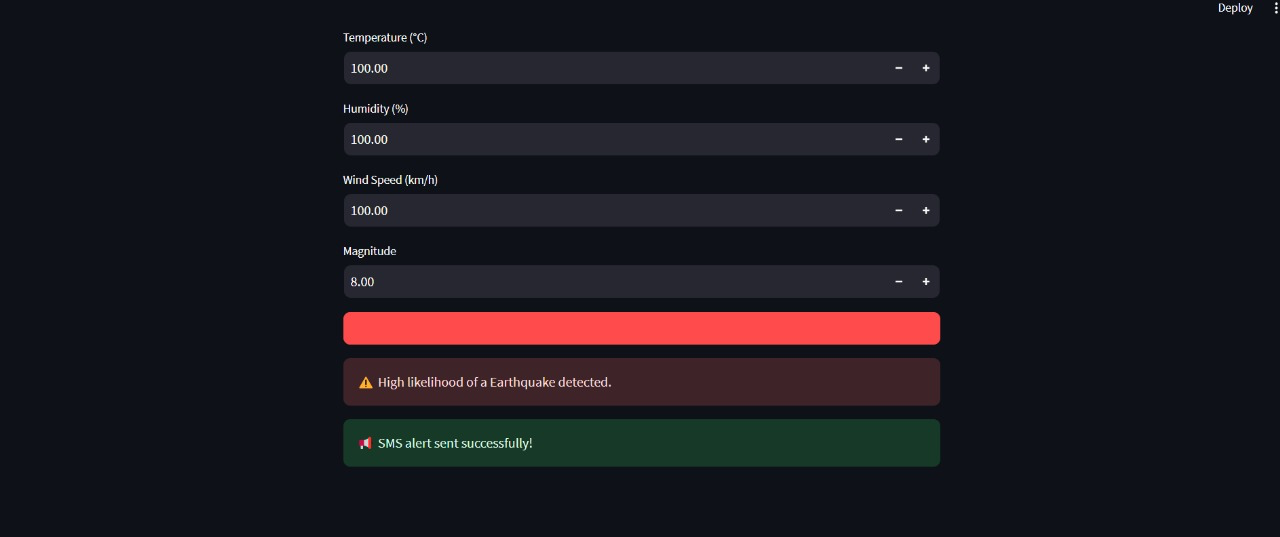 Deploy
Temperature (°C)
100.00
Humidity (%)
100.00
Wind Speed (km/h)
100.00
Magnitude
8.00
High likelihood of a Earthquake detected.
SMS alert sent successfully!